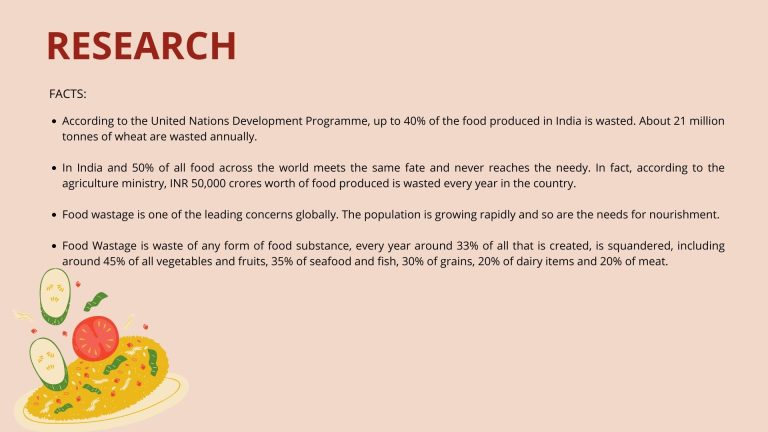 RESEARCH
FACTS:
• According to the United Nations Development Programme, up to 40% of the food produced in India is wasted. About 21 million
tonnes of wheat are wasted annually.
• In India and 50% of all food across the world meets the same fate and never reaches the needy. In fact, according to the
agriculture ministry, INR 50,000 crores worth of food produced is wasted every year in the country.
• Food wastage is one of the leading concerns globally. The population is growing rapidly and so are the needs for nourishment.
• Food Wastage is waste of any form of food substance, every year around 33% of all that is created, is squandered, including
around 45% of all vegetables and fruits, 35% of seafood and fish, 30% of grains, 20% of dairy items and 20% of meat.